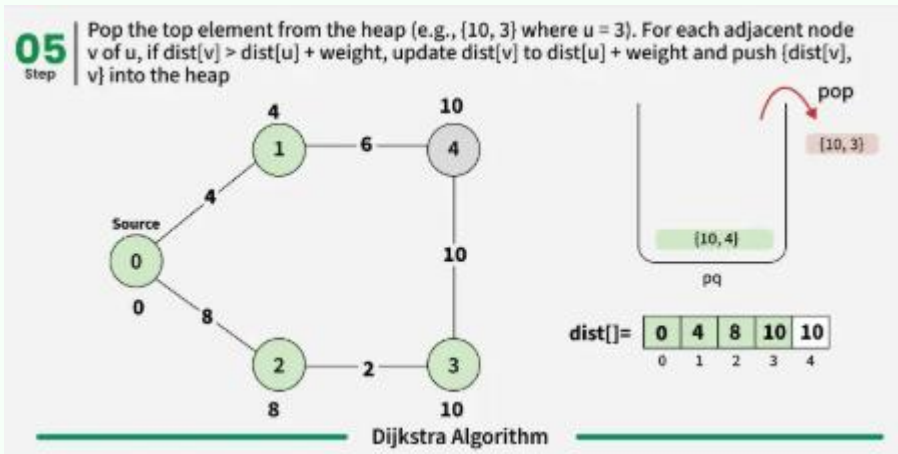 05
Step
Pop the top element from the heap (e.g., {10, 3} where u = 3). For each adjacent node
v of u, if dist[v] > dist[u] + weight, update dist[v] to dist[u] + weight and push {dist[v],
v} into the heap
4
10
pop
1
6
4
{10, 3}
4
Source
0
10
{10, 4}
0
pq
8
dist[]= 0 4 8 10 10
0 1 2 3 4
2
2
3
8
10
Dijkstra Algorithm